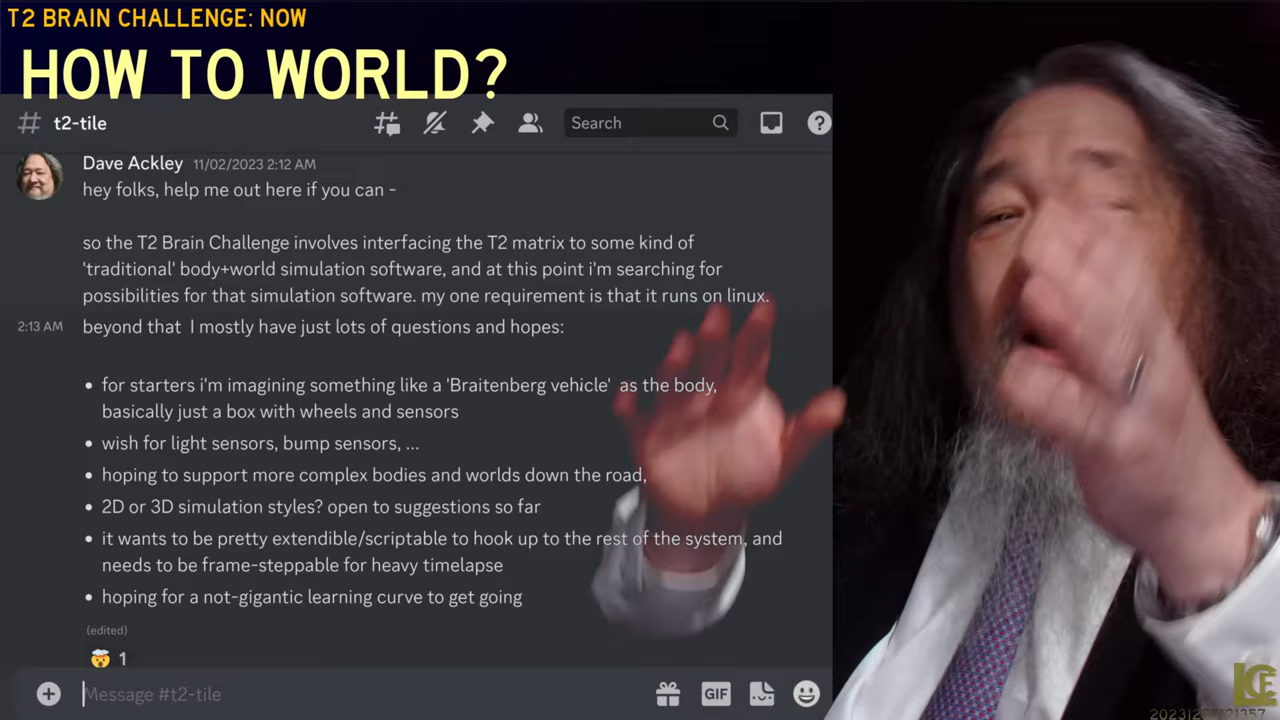 T2 BRAIN CHALLENGE: NOW
HOW TO WORLD?
# t2-tile
Search
Dave Ackley 11/02/2023 2:12 AM
hey folks, help me out here if you can -
so the T2 Brain Challenge involves interfacing the T2 matrix to some kind of
'traditional' body+world simulation software, and at this point i'm searching for
possibilities for that simulation software. my one requirement is that it runs on linux.
2:13 AM beyond that I mostly have just lots of questions and hopes:
• for starters i'm imagining something like a 'Braitenberg vehicle' as the body,
basically just a box with wheels and sensors
• wish for light sensors, bump sensors, ...
• hoping to support more complex bodies and worlds down the road,
• 2D or 3D simulation styles? open to suggestions so far
• it wants to be pretty extendible/scriptable to hook up to the rest of the system, and
needs to be frame-steppable for heavy timelapse
• hoping for a not-gigantic learning curve to get going
(edited)
1
Message #t2-tile
GIF